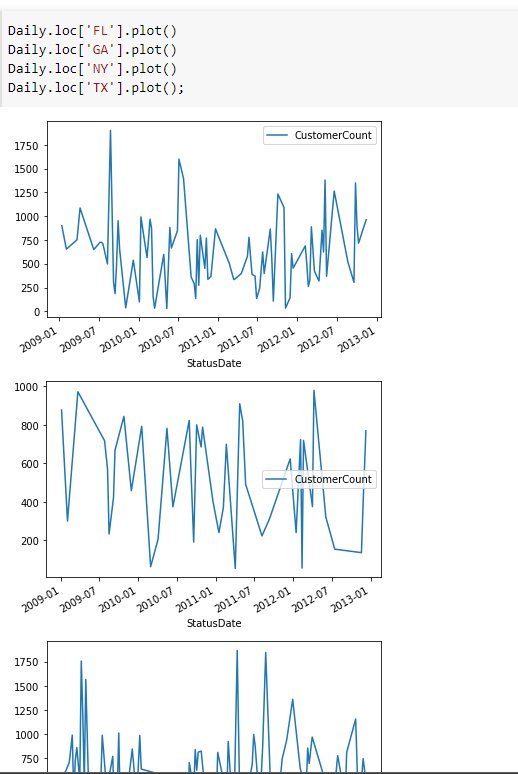 Daily.loc['FL'].plot()
Daily.loc['GA'].plot()
Daily.loc['NY'].plot()
Daily.loc['TX'].plot();
CustomerCount
1750
1500
1250
1000
750
500
250
0
2009-01 2009-07 2010-01 2010-07 2011-01 2011-07 2012-01 2012-07 2013-01
StatusDate
1000
800
600
400
200
CustomerCount
2009-01 2009-07 2010-01 2010-07 2011-01 2011-07 2012-01 2012-07 2013-01
StatusDate
1750
1500
1250
1000
750